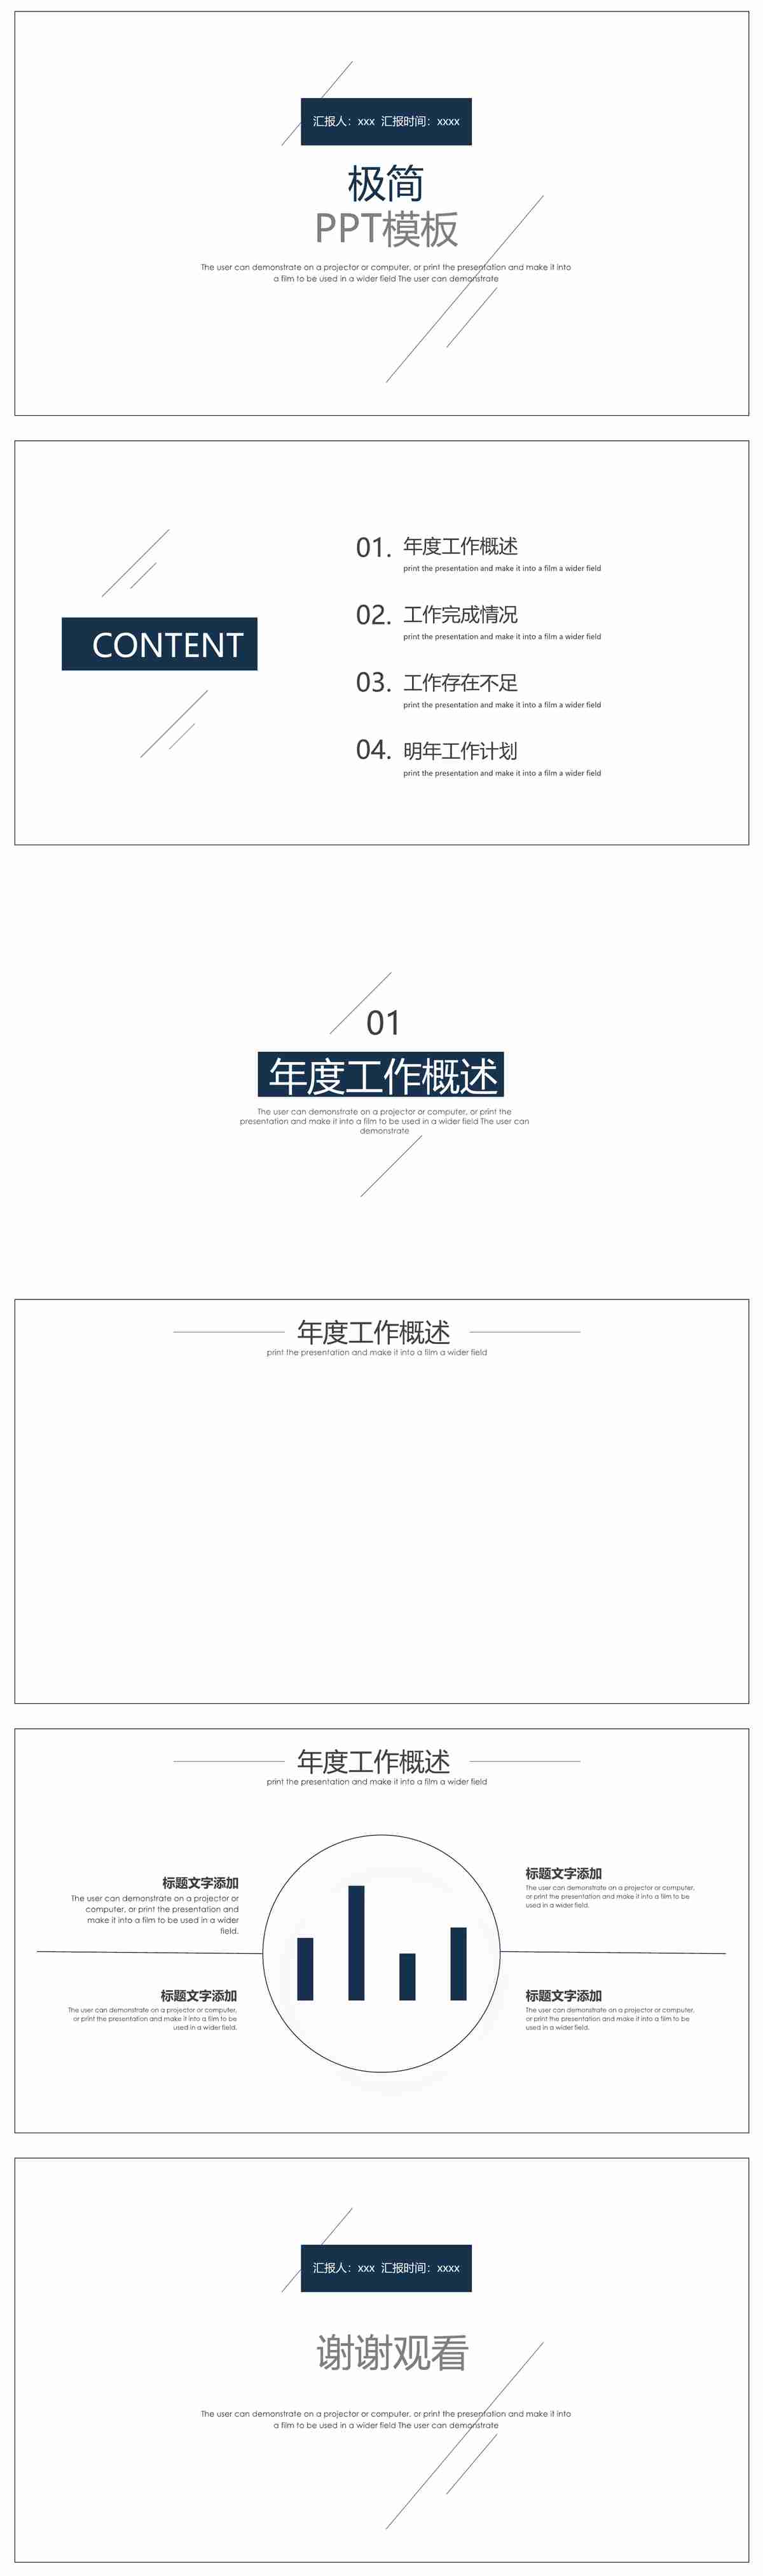 汇报人：xxx 汇报时间：xxxx
极简
PPT模板
The user can demonstrate on a projector or computer, or print the presentation and make it into
a film to be used in a wider field The user can demonstrate
CONTENT
01. 年度工作概述
print the presentation and make it into a film a wider field
02. 工作完成情况
print the presentation and make it into a film a wider field
03. 工作存在不足
print the presentation and make it into a film a wider field
04. 明年工作计划
print the presentation and make it into a film a wider field
01
年度工作概述
The user can demonstrate on a projector or computer, or print the
presentation and make it into a film to be used in a wider field The user can
demonstrate
年度工作概述
print the presentation and make it into a film a wider field
年度工作概述
print the presentation and make it into a film a wider field
标题文字添加
The user can demonstrate on a projector or
computer, or print the presentation and
make it into a film to be used in a wider
field.
标题文字添加
The user can demonstrate on a projector or computer,
or print the presentation and make it into a film to be
used in a wider field.
标题文字添加
The user can demonstrate on a projector or computer,
or print the presentation and make it into a film to be
used in a wider field.
标题文字添加
The user can demonstrate on a projector or computer,
or print the presentation and make it into a film to be
used in a wider field.
汇报人：xxx 汇报时间：xxxx
谢谢观看
The user can demonstrate on a projector or computer, or print the presentation and make it into
a film to be used in a wider field The user can demonstrate